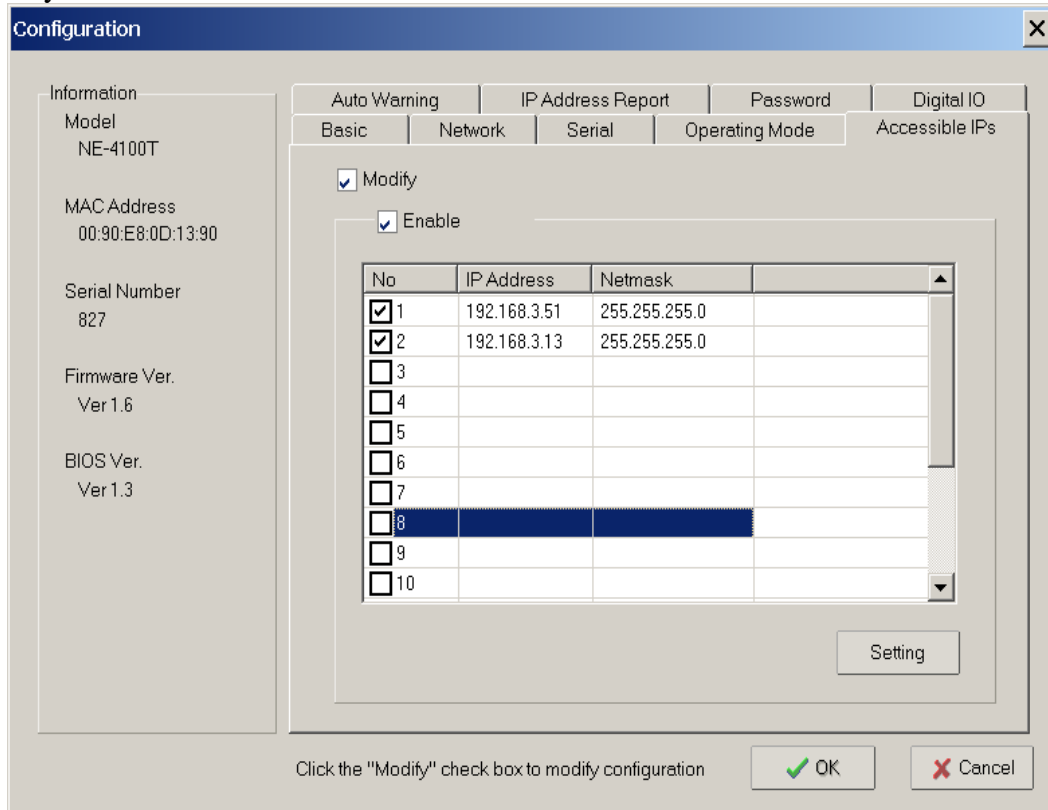 Configuration
Information
Model
NE-4100T
MAC Address
00:90:E8:0D:13:90
Serial Number
827
Firmware Ver.
Ver 1.6
BIOS Ver.
Ver 1.3
Auto Warning IP Address Report Password Digital IO
Basic Network Serial Operating Mode Accessible IPs
Modify
Enable
No IP Address Netmask
1 192.168.3.51 255.255.255.0
2 192.168.3.13 255.255.255.0
3
4
5
6
7
8
9
10
Setting
Click the "Modify" check box to modify configuration OK Cancel